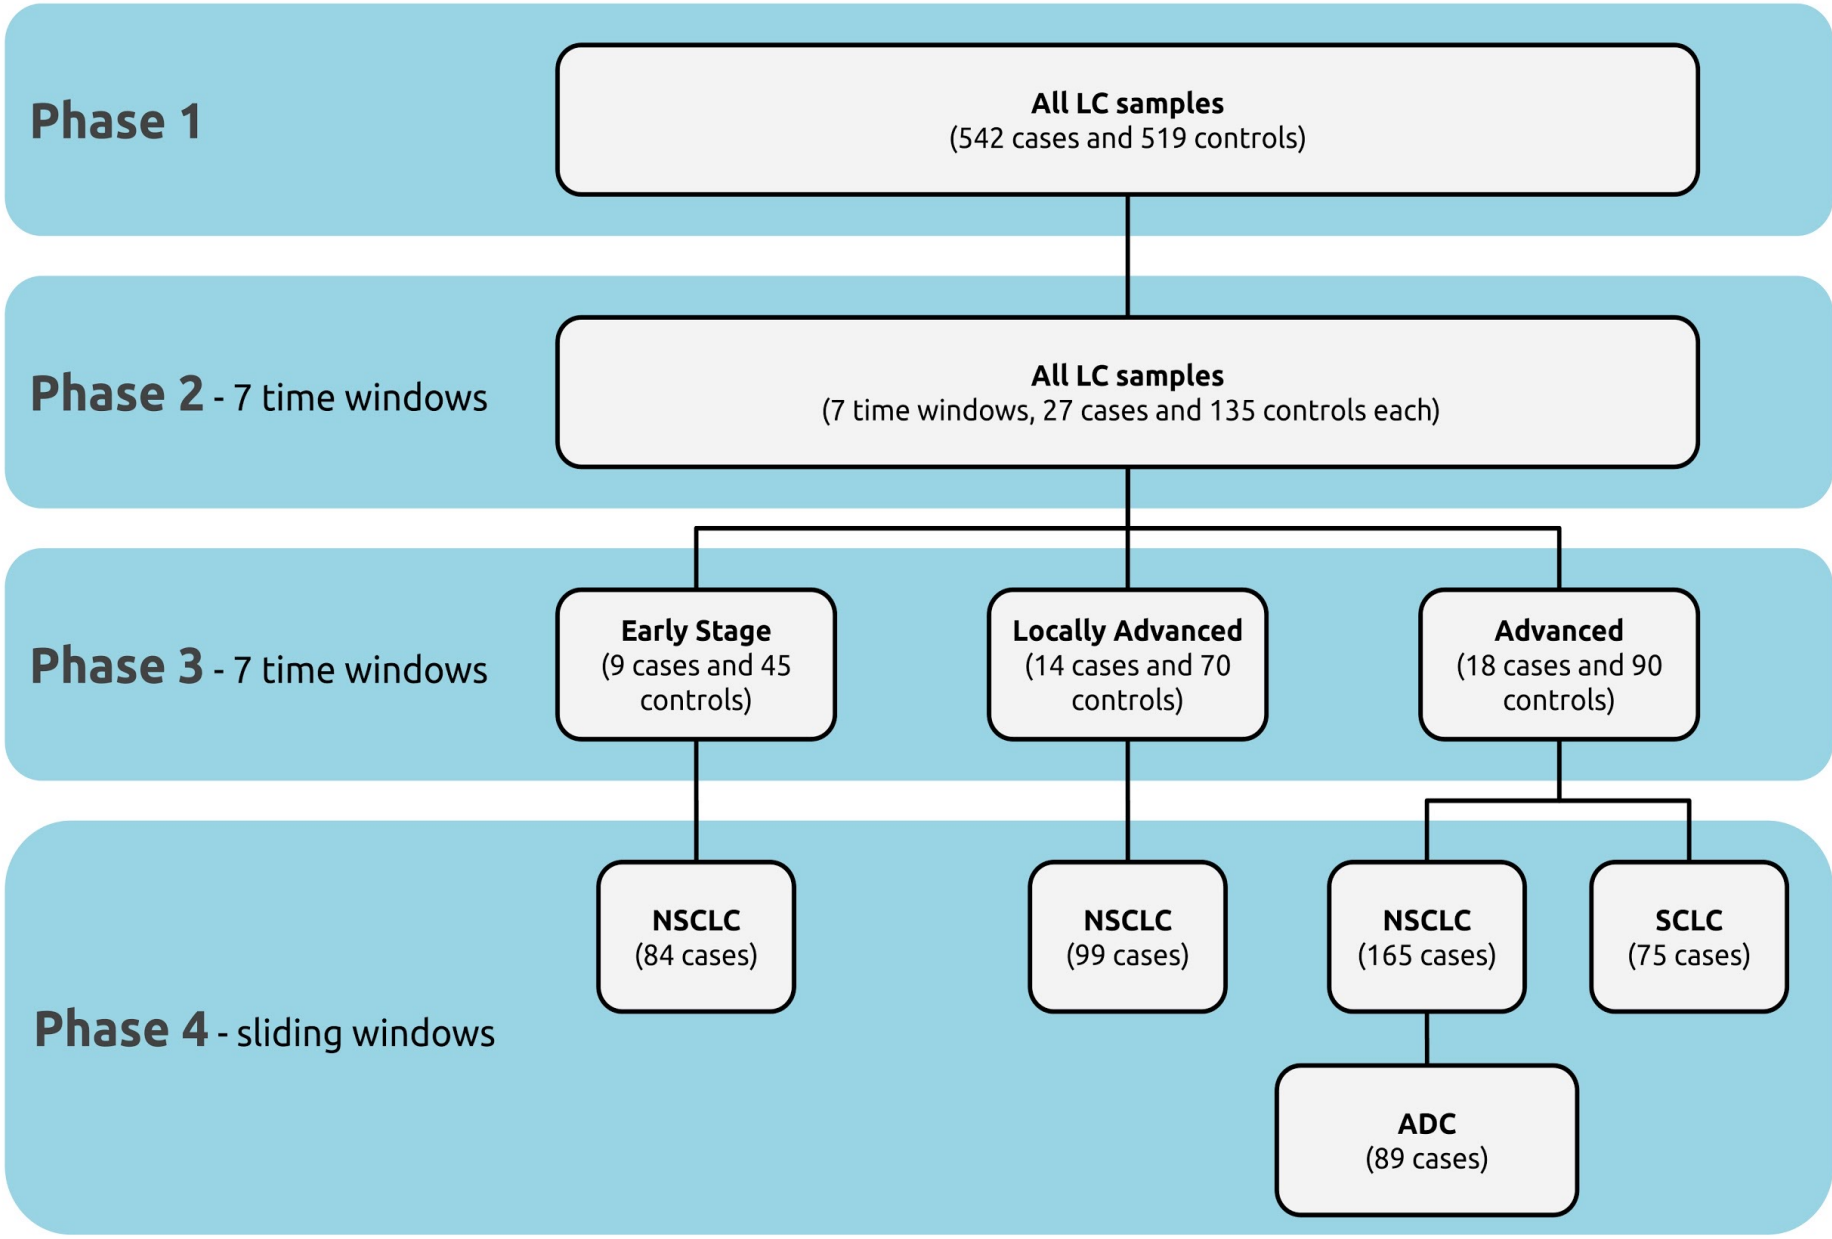 Phase 1
All LC samples
(542 cases and 519 controls)
Phase 2 - 7 time windows
All LC samples
(7 time windows, 27 cases and 135 controls each)
Phase 3 - 7 time windows
Early Stage
(9 cases and 45
controls)
Locally Advanced
(14 cases and 70
controls)
Advanced
(18 cases and 90
controls)
Phase 4 - sliding windows
NSCLC
(84 cases)
NSCLC
(99 cases)
NSCLC
(165 cases)
SCLC
(75 cases)
ADC
(89 cases)